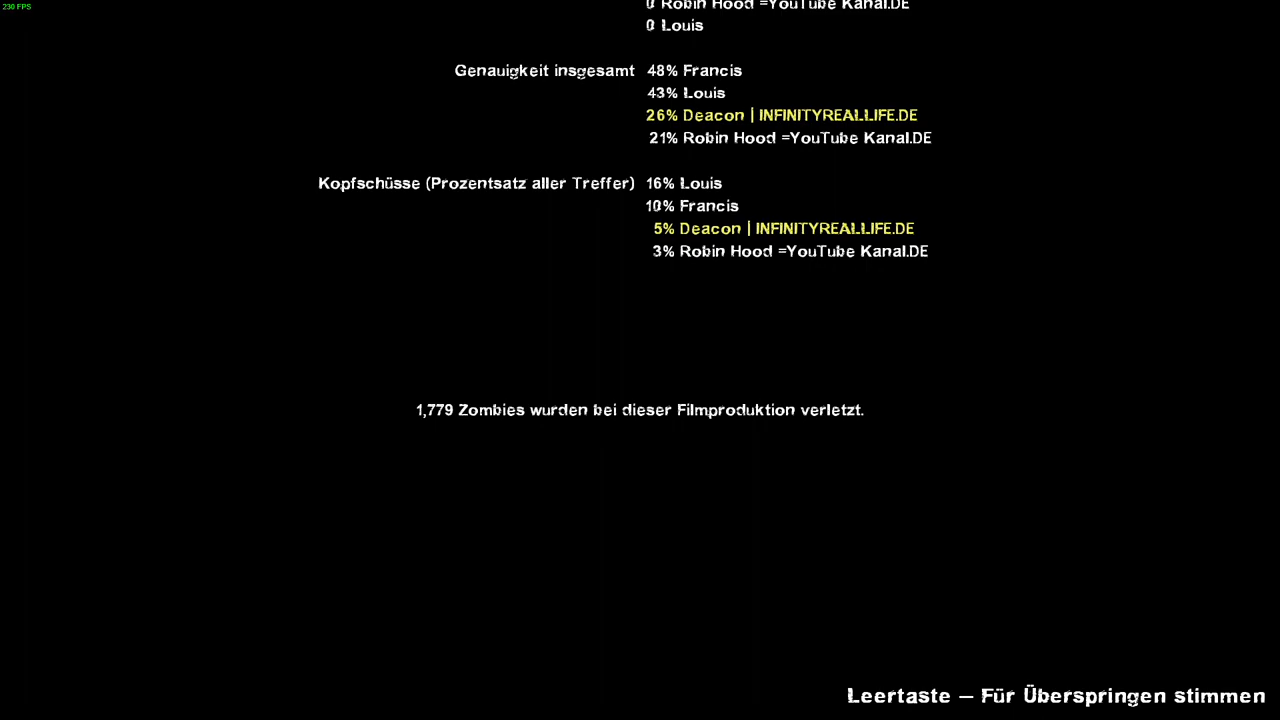 230 FPS
0 Robin Hood =YouTube Kanal.DE
0 Louis
Genauigkeit insgesamt 48% Francis
43% Louis
26% Deacon | INFINITYREALLIFE.DE
21% Robin Hood =YouTube Kanal.DE
Kopfschüsse (Prozentsatz aller Treffer) 16% Louis
10% Francis
5% Deacon | INFINITYREALLIFE.DE
3% Robin Hood =YouTube Kanal.DE
1,779 Zombies wurden bei dieser Filmproduktion verletzt.
Leertaste – Für Überspringen stimmen